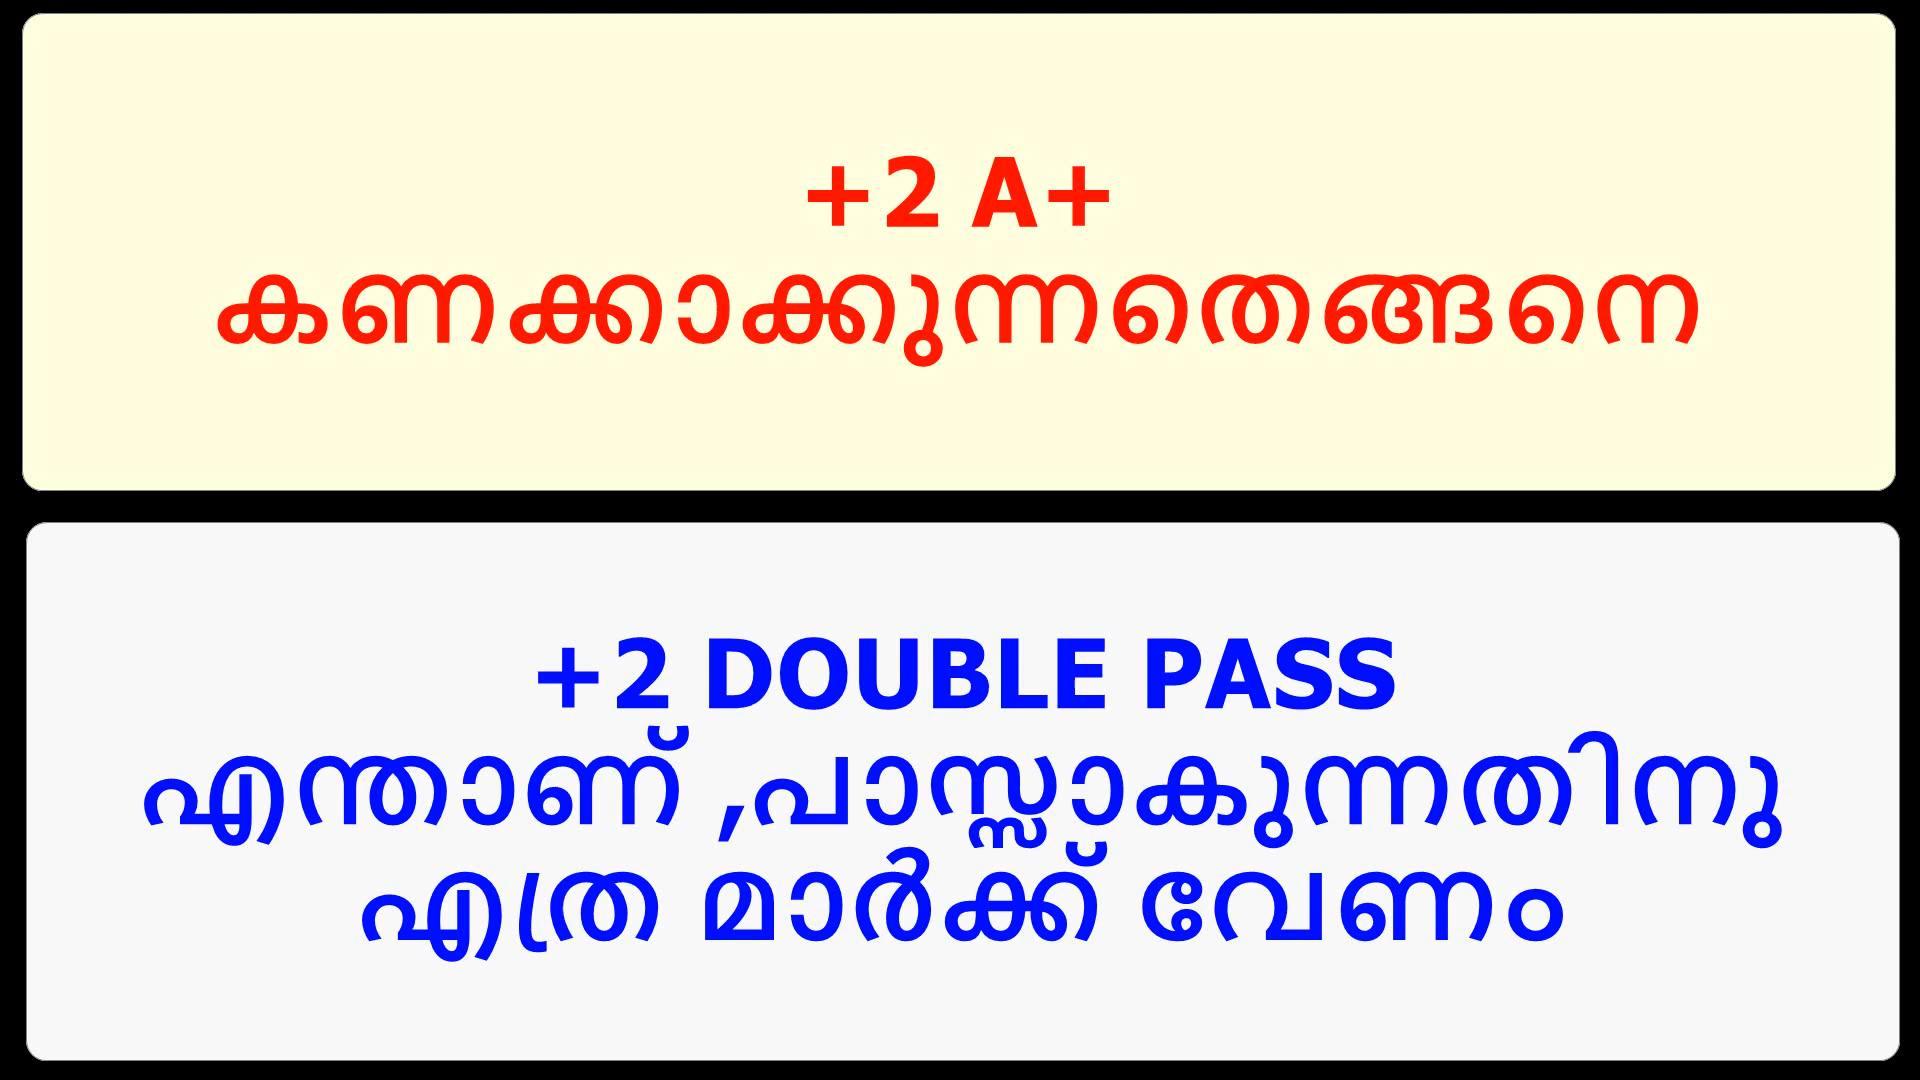 +2 A+
കണക്കാക്കുന്നതെങ്ങനെ
+2 DOUBLE PASS
എന്താണ് ,പാസ്സാകുന്നതിനു
എത്ര മാർക്ക് വേണം